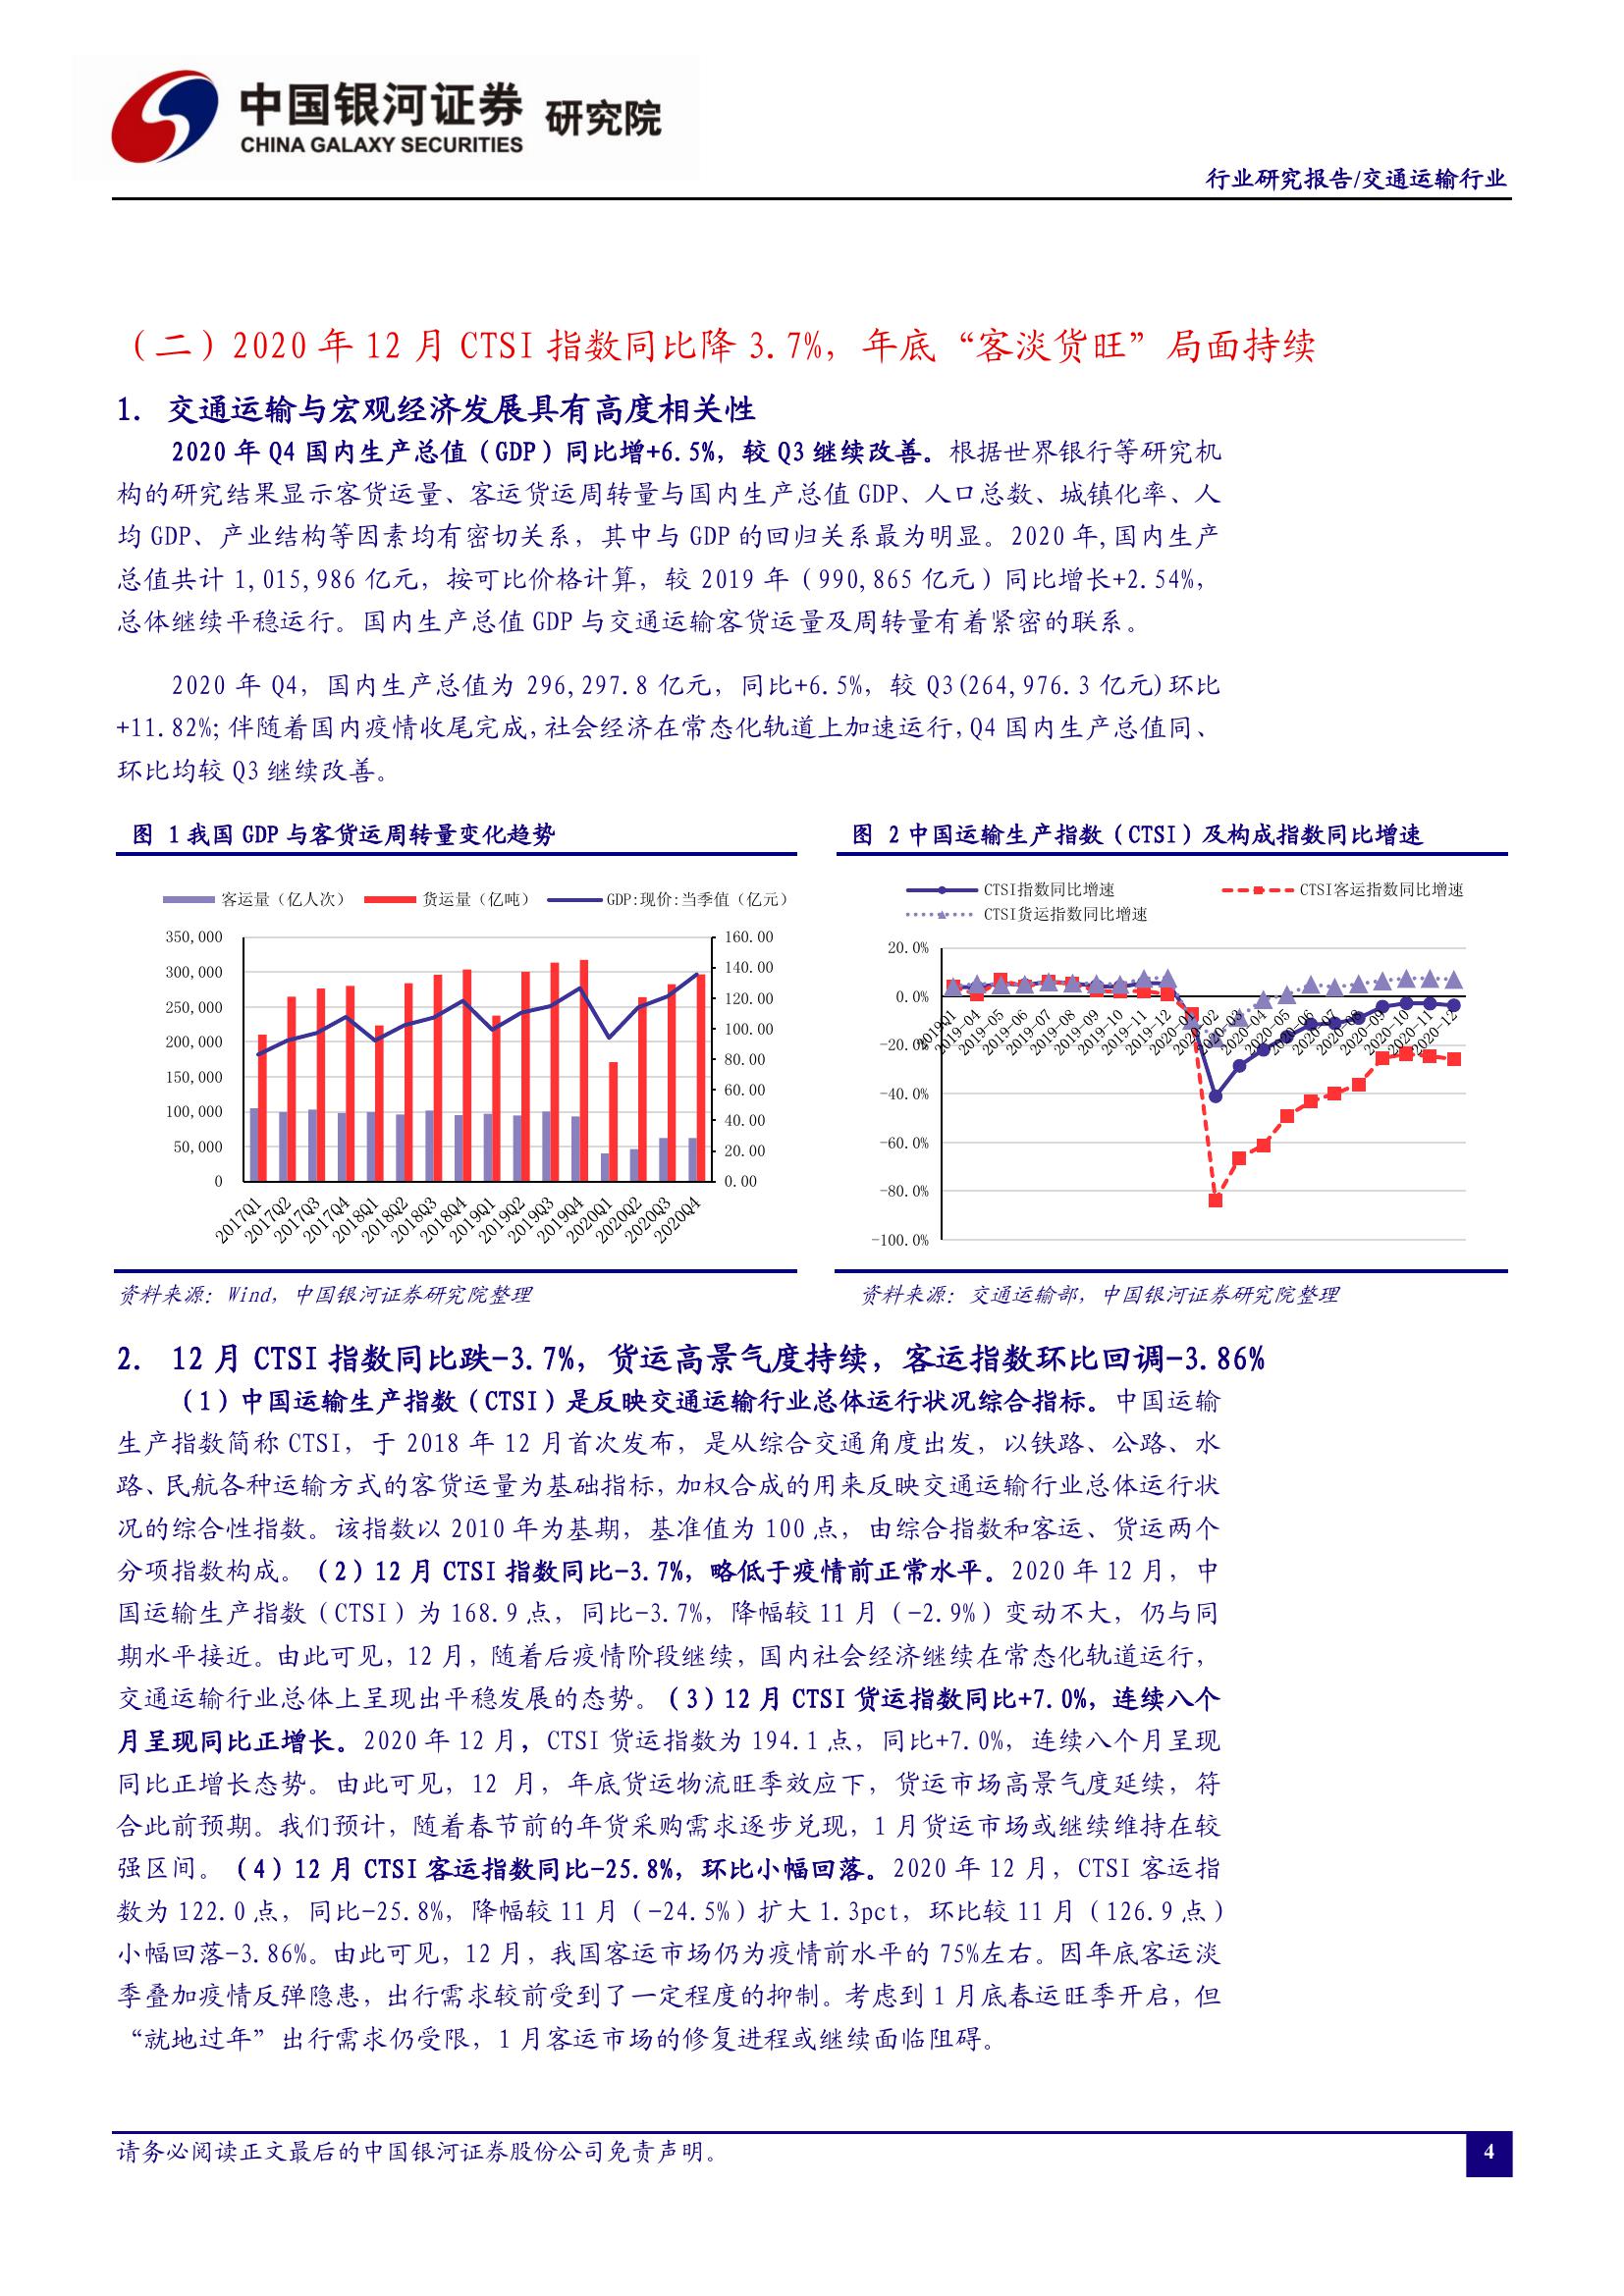 中国银河证券 研究院
CHINA GALAXY SECURITIES
行业研究报告/交通运输行业
（二）2020 年 12 月 CTSI 指数同比降 3.7%，年底“客淡货旺”局面持续
1. 交通运输与宏观经济发展具有高度相关性
2020 年 Q4 国内生产总值（GDP）同比增+6.5%，较 Q3 继续改善。根据世界银行等研究机
构的研究结果显示客货运量、客运货运周转量与国内生产总值 GDP、人口总数、城镇化率、人
均 GDP、产业结构等因素均有密切关系，其中与 GDP 的回归关系最为明显。2020 年,国内生产
总值共计 1,015,986 亿元，按可比价格计算，较 2019 年（990,865 亿元）同比增长+2.54%，
总体继续平稳运行。国内生产总值 GDP 与交通运输客货运量及周转量有着紧密的联系。
2020 年 Q4，国内生产总值为 296,297.8 亿元，同比+6.5%，较 Q3(264,976.3 亿元)环比
+11.82%;伴随着国内疫情收尾完成,社会经济在常态化轨道上加速运行,Q4 国内生产总值同、
环比均较 Q3 继续改善。
图 1 我国 GDP 与客货运周转量变化趋势
客运量（亿人次） 货运量（亿吨） GDP:现价:当季值（亿元）
350,000
300,000
250,000
200,000
150,000
100,000
50,000
0
160.00
140.00
120.00
100.00
80.00
60.00
40.00
20.00
0.00
2017Q1
2017Q2
2017Q3
2017Q4
2018Q1
2018Q2
2018Q3
2018Q4
2019Q1
2019Q2
2019Q3
2019Q4
2020Q1
2020Q2
2020Q3
2020Q4
资料来源：Wind，中国银河证券研究院整理
图 2 中国运输生产指数（CTSI）及构成指数同比增速
CTSI指数同比增速 CTSI客运指数同比增速
CTSI货运指数同比增速
20.0%
0.0%
-20.0%
-40.0%
-60.0%
-80.0%
-100.0%
2019Q1
2019-04
2019-05
2019-06
2019-07
2019-08
2019-09
2019-10
2019-11
2019-12
2020-01
2020-02
2020-03
2020-04
2020-05
2020-06
2020-07
2020-08
2020-09
2020-10
2020-11
2020-12
资料来源：交通运输部，中国银河证券研究院整理
2. 12 月 CTSI 指数同比跌-3.7%，货运高景气度持续，客运指数环比回调-3.86%
（1）中国运输生产指数（CTSI）是反映交通运输行业总体运行状况综合指标。中国运输
生产指数简称 CTSI，于 2018 年 12 月首次发布，是从综合交通角度出发，以铁路、公路、水
路、民航各种运输方式的客货运量为基础指标，加权合成的用来反映交通运输行业总体运行状
况的综合性指数。该指数以 2010 年为基期，基准值为 100 点，由综合指数和客运、货运两个
分项指数构成。（2）12 月 CTSI 指数同比-3.7%，略低于疫情前正常水平。2020 年 12 月，中
国运输生产指数（CTSI）为 168.9 点，同比-3.7%，降幅较 11 月（-2.9%）变动不大，仍与同
期水平接近。由此可见，12 月，随着后疫情阶段继续，国内社会经济继续在常态化轨道运行，
交通运输行业总体上呈现出平稳发展的态势。（3）12 月 CTSI 货运指数同比+7.0%，连续八个
月呈现同比正增长。2020 年 12 月，CTSI 货运指数为 194.1 点，同比+7.0%，连续八个月呈现
同比正增长态势。由此可见，12 月，年底货运物流旺季效应下，货运市场高景气度延续，符
合此前预期。我们预计，随着春节前的年货采购需求逐步兑现，1 月货运市场或继续维持在较
强区间。（4）12 月 CTSI 客运指数同比-25.8%，环比小幅回落。2020 年 12 月，CTSI 客运指
数为 122.0 点，同比-25.8%，降幅较 11 月（-24.5%）扩大 1.3pct，环比较 11 月（126.9 点）
小幅回落-3.86%。由此可见，12 月，我国客运市场仍为疫情前水平的 75%左右。因年底客运淡
季叠加疫情反弹隐患，出行需求较前受到了一定程度的抑制。考虑到 1 月底春运旺季开启，但
“就地过年”出行需求仍受限，1 月客运市场的修复进程或继续面临阻碍。
请务必阅读正文最后的中国银河证券股份公司免责声明。
4